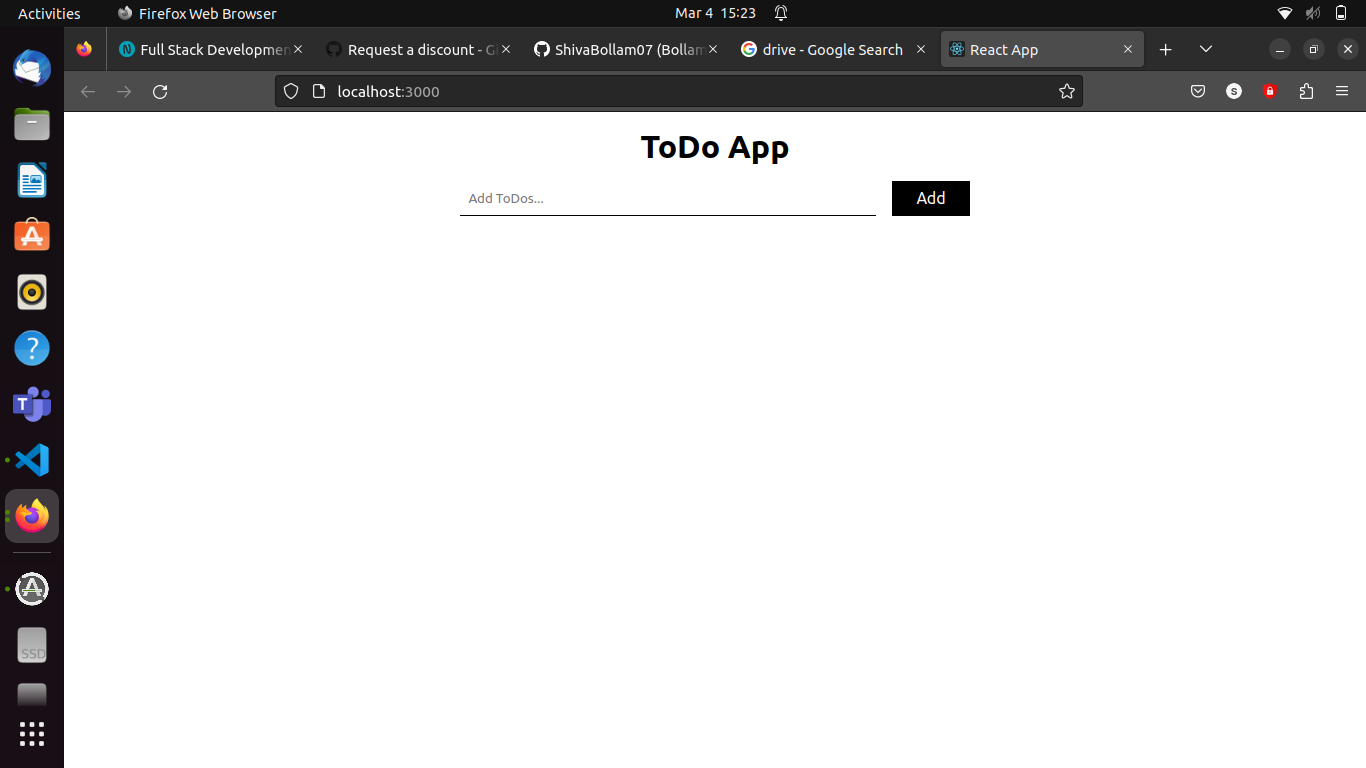 Activities
Firefox Web Browser
Mar 4 15:23
Full Stack Developmen
Request a discount - Gi
ShivaBollam07 (Bollam
drive - Google Search
React App
localhost:3000
S
ToDo App
Add ToDos...
Add
?
T
SSD